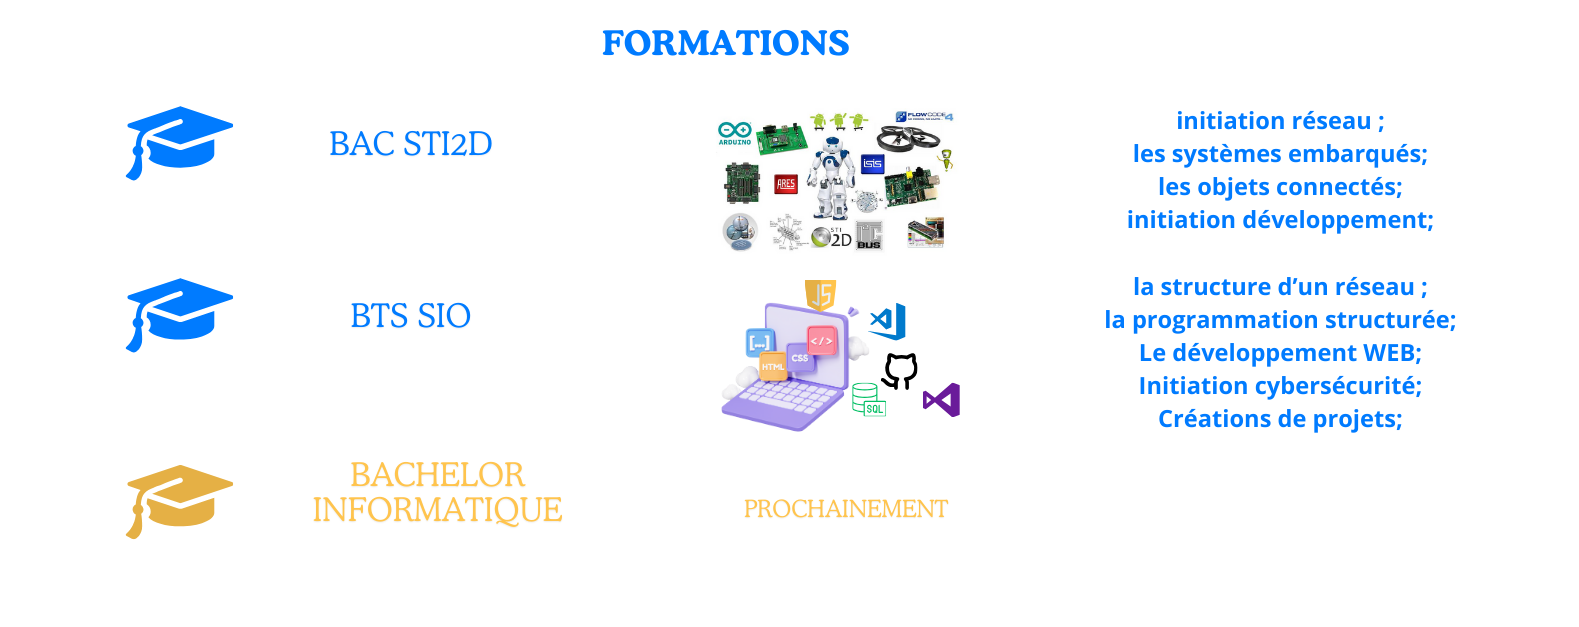 FORMATIONS
BAC STI2D
ARDUINO
FLOWCODE 4
isis
ARES
STI
2D
BUS
initiation réseau ;
les systèmes embarqués;
les objets connectés;
initiation développement;
BTS SIO
JS
[...]
</>
CSS
HTML
SQL
la structure d’un réseau ;
la programmation structurée;
Le développement WEB;
Initiation cybersécurité;
Créations de projets;
BACHELOR
INFORMATIQUE
PROCHAINEMENT